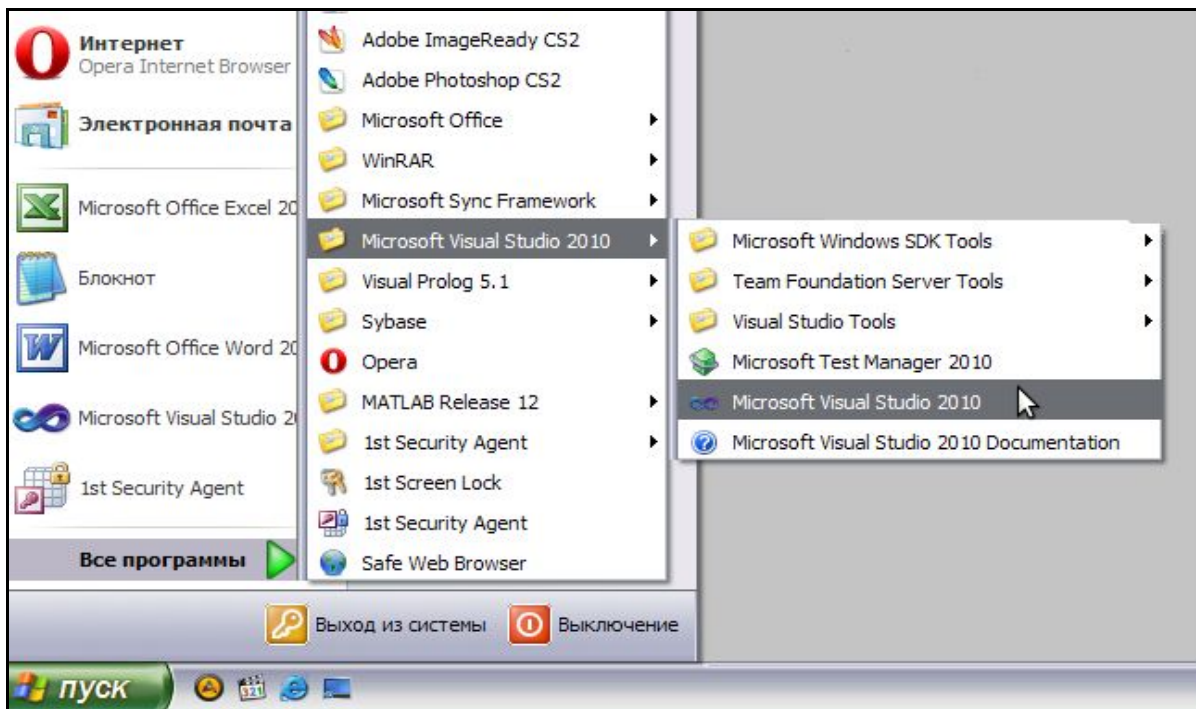 Интернет
Opera Internet Browser
Электронная почта
Microsoft Office Excel 20
Блокнот
Microsoft Office Word 20
Microsoft Visual Studio 20
1st Security Agent
Все программы
Adobe ImageReady CS2
Adobe Photoshop CS2
Microsoft Office
WinRAR
Microsoft Sync Framework
Microsoft Visual Studio 2010
Visual Prolog 5.1
Sybase
Opera
MATLAB Release 12
1st Security Agent
1st Screen Lock
1st Security Agent
Safe Web Browser
Microsoft Windows SDK Tools
Team Foundation Server Tools
Visual Studio Tools
Microsoft Test Manager 2010
Microsoft Visual Studio 2010
Microsoft Visual Studio 2010 Documentation
Выход из системы
Выключение
пуск
321